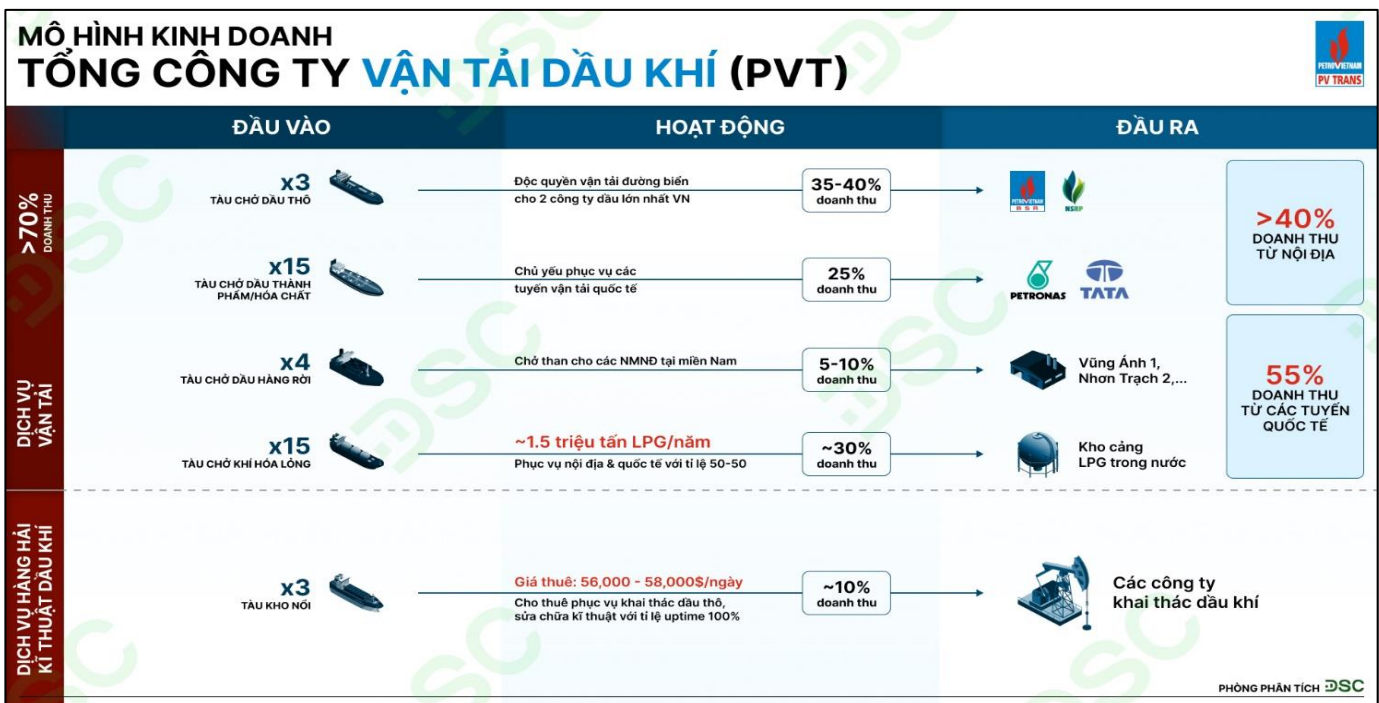 MÔ HÌNH KINH DOANH
TỔNG CÔNG TY VẬN TẢI DẦU KHÍ (PVT)
PETROVIETNAM
PV TRANS
ĐẦU VÀO
HOẠT ĐỘNG
ĐẦU RA
>70%
DOANH THU
DỊCH VỤ
VẬN TẢI
x3
TÀU CHỞ DẦU THÔ
Độc quyền vận tải đường biển
cho 2 công ty dầu lớn nhất VN
35-40%
doanh thu
PETROVIETNAM
BSR
NSRP
>40%
DOANH THU
TỪ NỘI ĐỊA
x15
TÀU CHỞ DẦU THÀNH
PHẨM/HÓA CHẤT
Chủ yếu phục vụ các
tuyến vận tải quốc tế
25%
doanh thu
PETRONAS
TATA
x4
TÀU CHỞ DẦU HÀNG RỜI
Chở than cho các NMNĐ tại miền Nam
5-10%
doanh thu
Vũng Ánh 1,
Nhơn Trạch 2,...
55%
DOANH THU
TỪ CÁC TUYẾN
QUỐC TẾ
x15
TÀU CHỞ KHÍ HÓA LỎNG
~1.5 triệu tấn LPG/năm
Phục vụ nội địa & quốc tế với tỉ lệ 50-50
~30%
doanh thu
Kho cảng
LPG trong nước
DỊCH VỤ HÀNG HẢI
KĨ THUẬT DẦU KHÍ
x3
TÀU KHO NỔI
Giá thuê: 56,000 - 58,000$/ngày
Cho thuê phục vụ khai thác dầu thô,
sửa chữa kĩ thuật với tỉ lệ uptime 100%
~10%
doanh thu
Các công ty
khai thác dầu khí
PHÒNG PHÂN TÍCH DSC